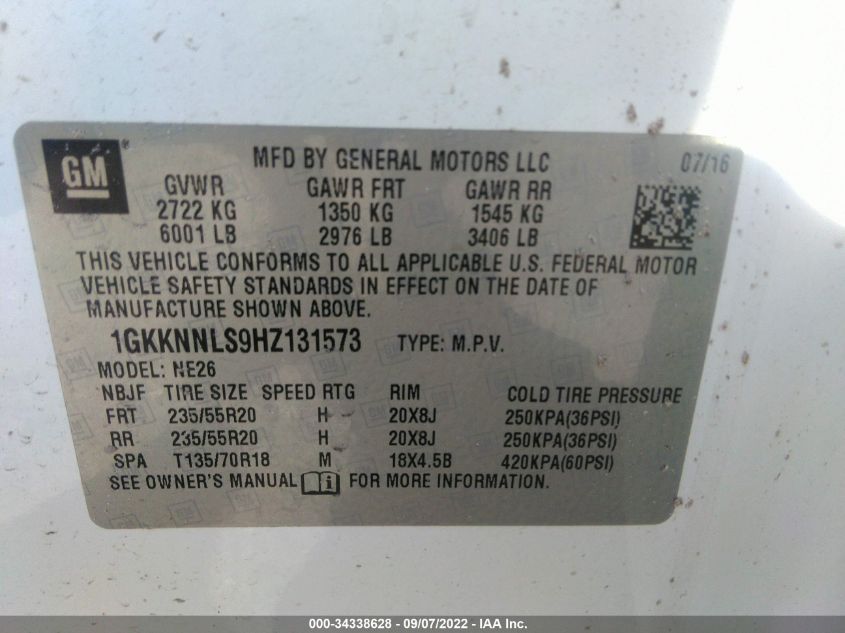 GM ®
MFD BY GENERAL MOTORS LLC 07/16
GVWR GAWR FRT GAWR RR
2722 KG 1350 KG 1545 KG
6001 LB 2976 LB 3406 LB
THIS VEHICLE CONFORMS TO ALL APPLICABLE U.S. FEDERAL MOTOR
VEHICLE SAFETY STANDARDS IN EFFECT ON THE DATE OF
MANUFACTURE SHOWN ABOVE.
1GKKNNLS9HZ131573 TYPE: M.P.V.
MODEL: NE26
NBJF TIRE SIZE SPEED RTG RIM COLD TIRE PRESSURE
FRT 235/55R20 H 20X8J 250KPA(36PSI)
RR 235/55R20 H 20X8J 250KPA(36PSI)
SPA T135/70R18 M 18X4.5B 420KPA(60PSI)
SEE OWNER'S MANUAL i FOR MORE INFORMATION.
000-34338628 - 09/07/2022 - IAA Inc.